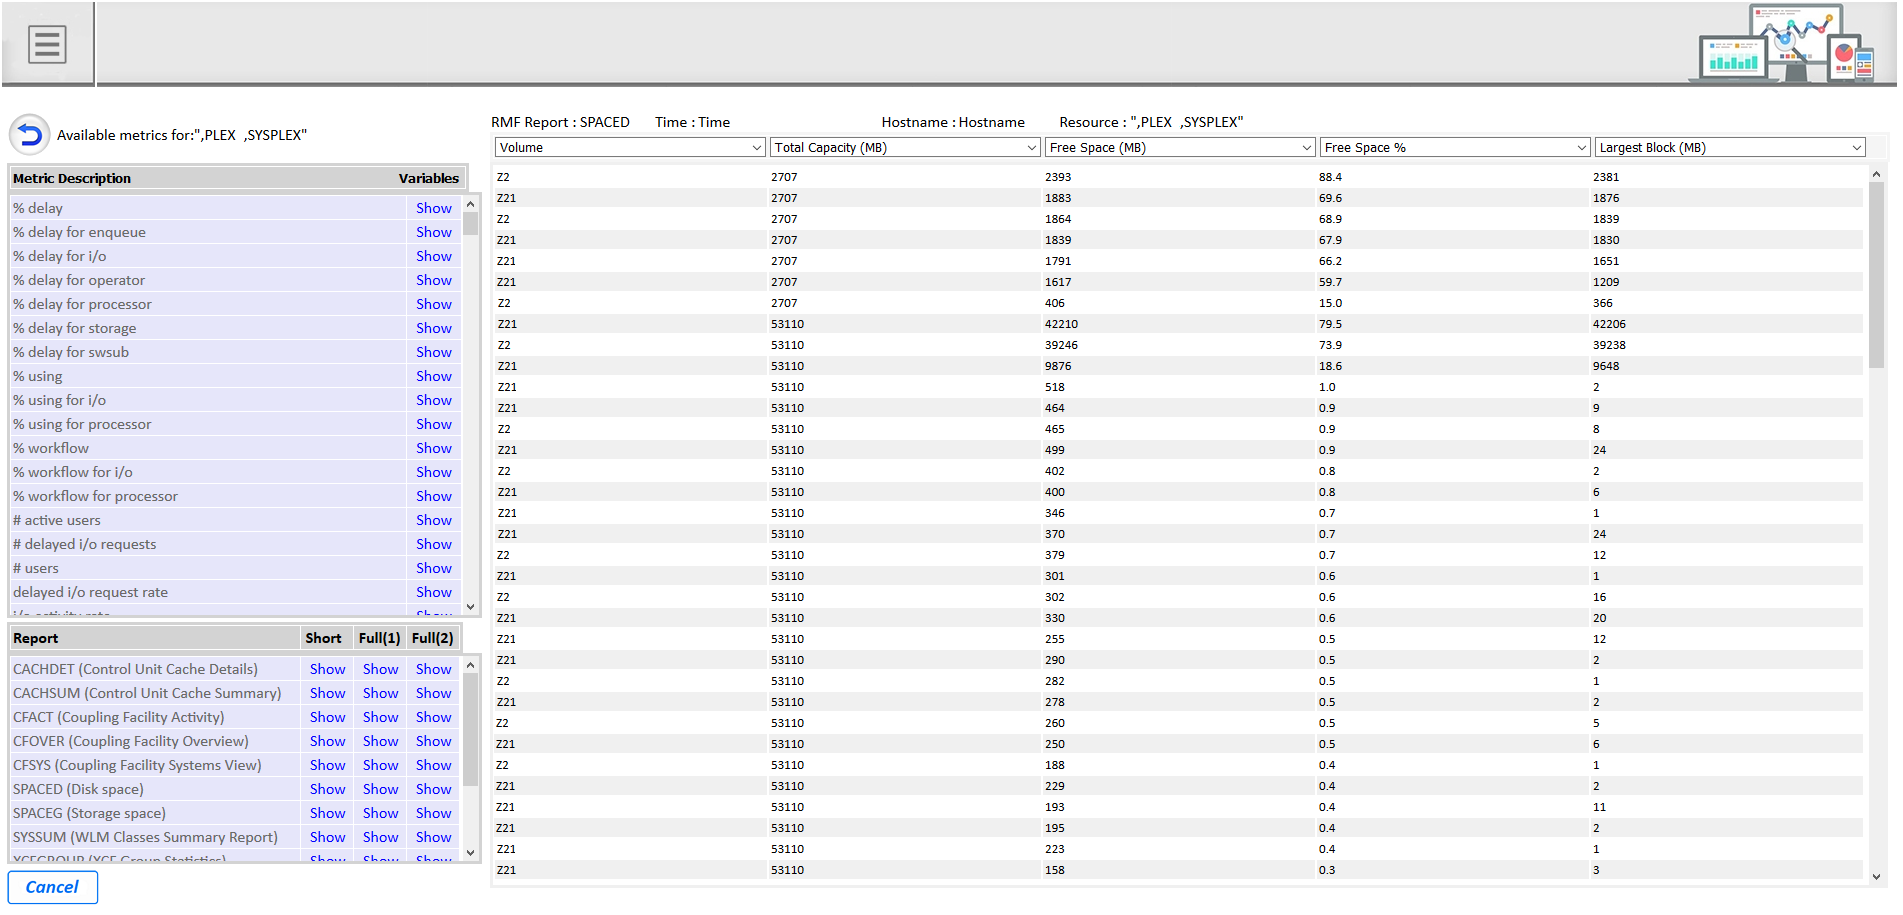 Available metrics for:",PLEX ,SYSPLEX"
Metric Description Variables
% delay Show
% delay for enqueue Show
% delay for i/o Show
% delay for operator Show
% delay for processor Show
% delay for storage Show
% delay for swsub Show
% using Show
% using for i/o Show
% using for processor Show
% workflow Show
% workflow for i/o Show
% workflow for processor Show
# active users Show
# delayed i/o requests Show
# users Show
delayed i/o request rate Show
i/o activity rate Show
Report Short Full(1) Full(2)
CACHDET (Control Unit Cache Details) Show Show Show
CACHSUM (Control Unit Cache Summary) Show Show Show
CFACT (Coupling Facility Activity) Show Show Show
CFOVER (Coupling Facility Overview) Show Show Show
CFSYS (Coupling Facility Systems View) Show Show Show
SPACED (Disk space) Show Show Show
SPACEG (Storage space) Show Show Show
SYSSUM (WLM Classes Summary Report) Show Show Show
XCFGROUP (XCF Group Statistics) Show Show Show
Cancel
RMF Report : SPACED Time : Time Hostname : Hostname Resource : ",PLEX ,SYSPLEX"
Volume Total Capacity (MB) Free Space (MB) Free Space % Largest Block (MB)
Z2 2707 2393 88.4 2381
Z21 2707 1883 69.6 1876
Z2 2707 1864 68.9 1839
Z21 2707 1839 67.9 1830
Z21 2707 1791 66.2 1651
Z21 2707 1617 59.7 1209
Z2 2707 406 15.0 366
Z21 53110 42210 79.5 42206
Z2 53110 39246 73.9 39238
Z21 53110 9876 18.6 9648
Z21 53110 518 1.0 2
Z21 53110 464 0.9 9
Z2 53110 465 0.9 8
Z21 53110 499 0.9 24
Z2 53110 402 0.8 2
Z21 53110 400 0.8 6
Z21 53110 346 0.7 1
Z21 53110 370 0.7 24
Z2 53110 379 0.7 12
Z21 53110 301 0.6 1
Z2 53110 302 0.6 16
Z21 53110 330 0.6 20
Z21 53110 255 0.5 12
Z21 53110 290 0.5 2
Z2 53110 282 0.5 1
Z21 53110 278 0.5 2
Z2 53110 260 0.5 5
Z21 53110 250 0.5 6
Z2 53110 188 0.4 1
Z21 53110 229 0.4 2
Z21 53110 193 0.4 11
Z21 53110 195 0.4 2
Z21 53110 223 0.4 1
Z21 53110 158 0.3 3